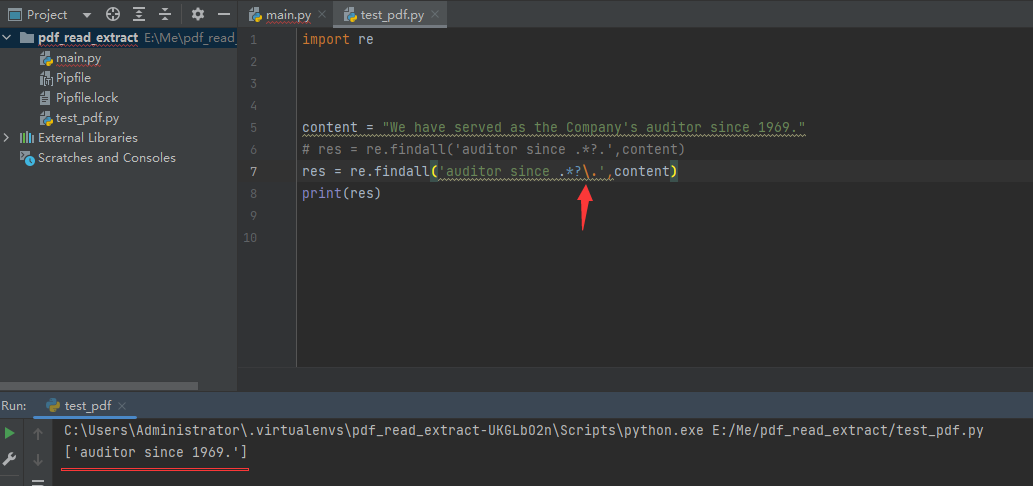 Project
main.py
test_pdf.py
pdf_read_extract E:\Me\pdf_read_
main.py
Pipfile
Pipfile.lock
test_pdf.py
External Libraries
Scratches and Consoles
1 import re
2
3
4
5 content = "We have served as the Company's auditor since 1969."
6 # res = re.findall('auditor since .*?.',content)
7 res = re.findall('auditor since .*?\.',content)
8 print(res)
9
10
Run: test_pdf
C:\Users\Administrator\.virtualenvs\pdf_read_extract-UKGLbO2n\Scripts\python.exe E:/Me/pdf_read_extract/test_pdf.py
['auditor since 1969.']